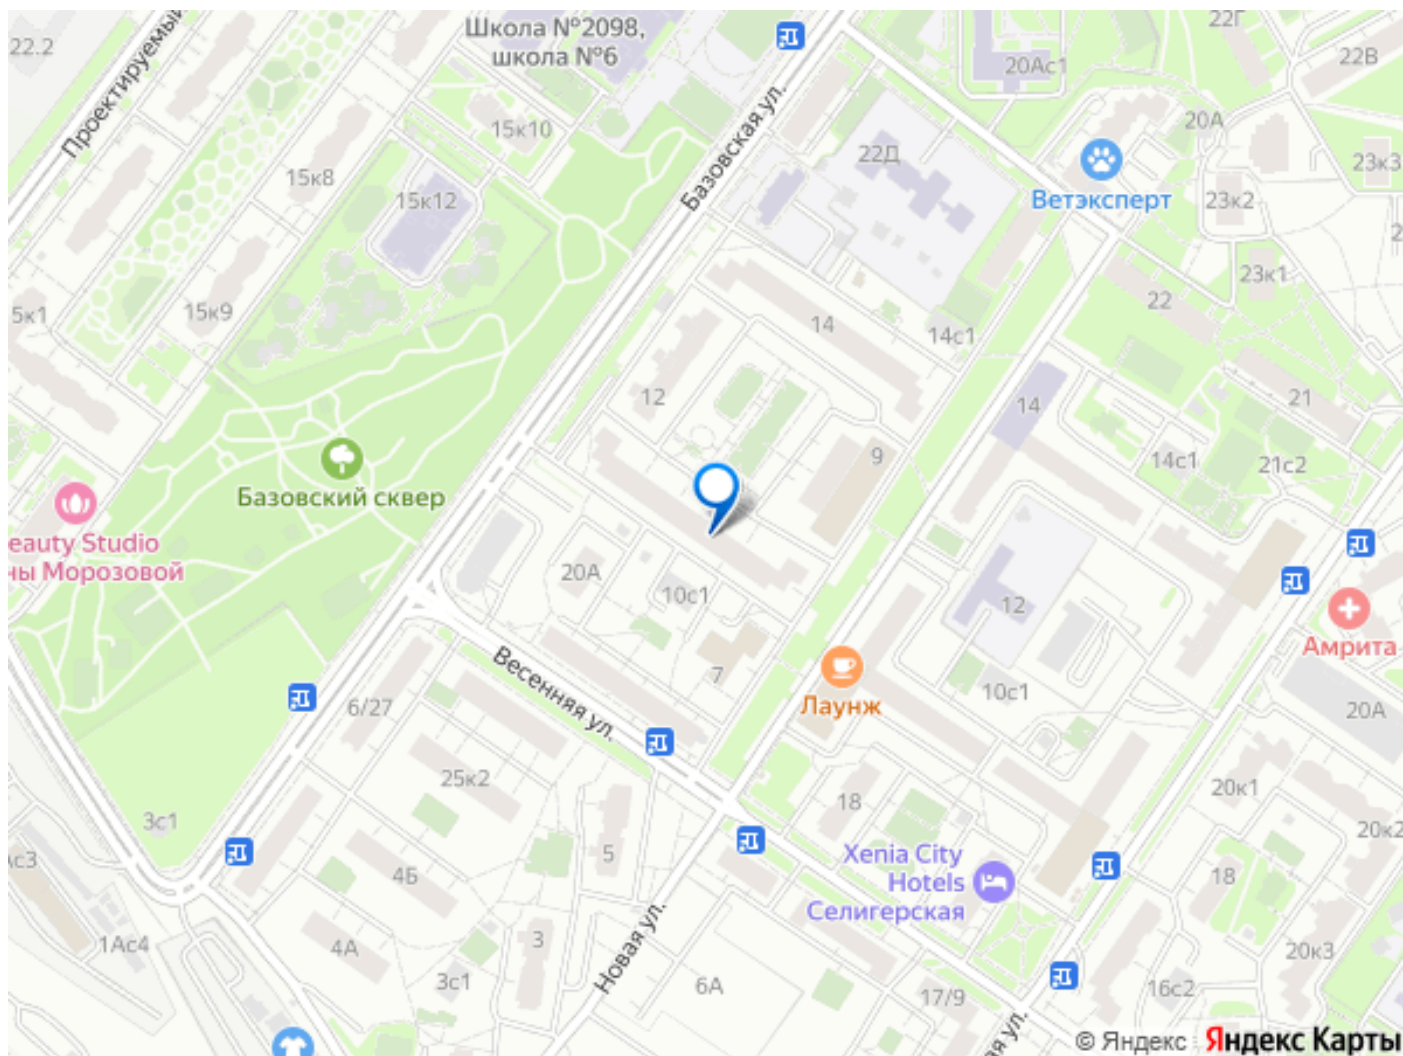 22.2
Проектируемый
Школа №2098,
школа №6
22Г
22В
20Ас1
15к10
Базовская ул.
22Д
20А
23к3
15к8
15к12
Ветэксперт
23к2
23к1
5к1
15к9
14
14с1
22
12
14
21
9
14с1
21с2
Базовский сквер
eauty Studio
ны Морозовой
20А
10с1
12
Амрита
Весенняя ул.
7
Лаунж
10с1
20А
6/27
25к2
18
20к1
20к2
3с1
5
Xenia City
Hotels
Селигерская
4Б
18
1Ас4
4А
3
Новая ул.
3с1
6А
17/9
16с2
20к3
© Яндекс
Яндекс Карты